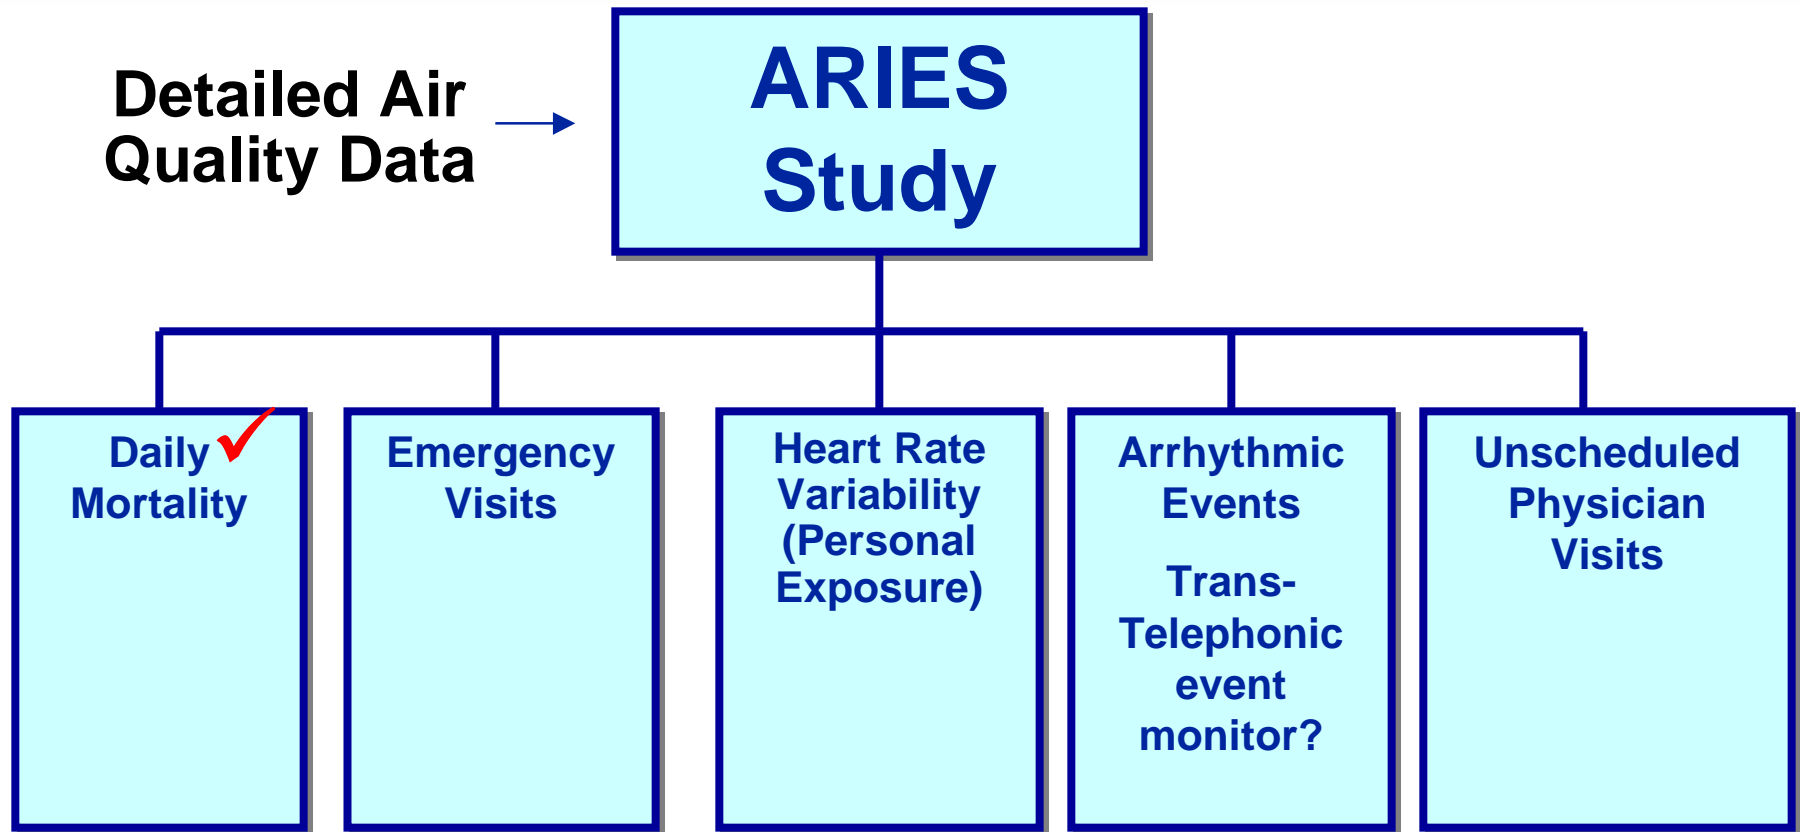 Detailed Air
Quality Data
ARIES
Study
Daily
Mortality
Emergency
Visits
Heart Rate
Variability
(Personal
Exposure)
Arrhythmic
Events
Trans-
Telephonic
event
monitor?
Unscheduled
Physician
Visits